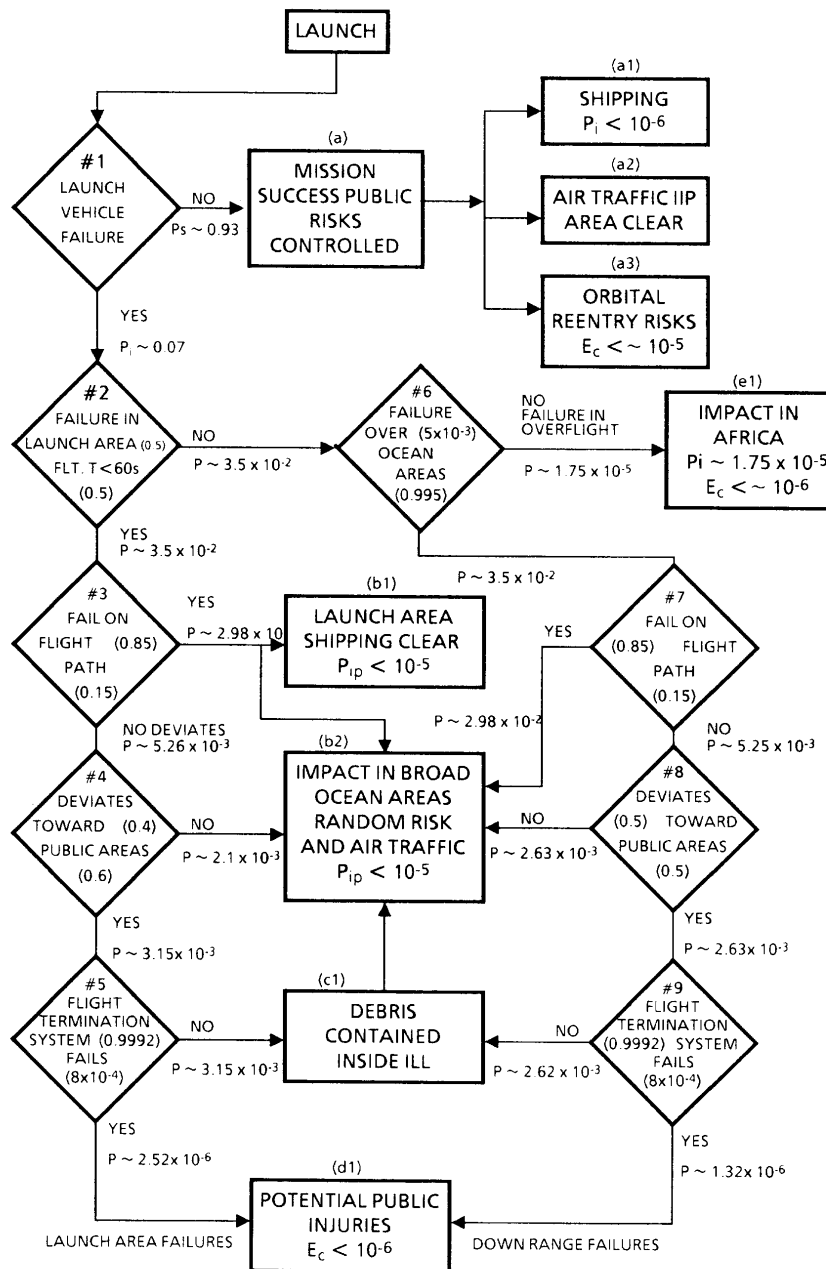 LAUNCH
#1
LAUNCH
VEHICLE
FAILURE
NO
Ps ~ 0.93
(a)
MISSION
SUCCESS PUBLIC
RISKS
CONTROLLED
(a1)
SHIPPING
P_i < 10^-6
(a2)
AIR TRAFFIC IIP
AREA CLEAR
(a3)
ORBITAL
REENTRY RISKS
E_c < ~ 10^-5
YES
P_i ~ 0.07
#2
FAILURE IN
LAUNCH AREA (0.5)
FLT. T<60s
(0.5)
NO
P ~ 3.5 x 10^-2
#6
FAILURE
OVER (5x10^-3)
OCEAN
AREAS
(0.995)
NO
FAILURE IN
OVERFLIGHT
P ~ 1.75 x 10^-5
(e1)
IMPACT IN
AFRICA
Pi ~ 1.75 x 10^-5
E_c < ~ 10^-6
YES
P ~ 3.5 x 10^-2
P ~ 3.5 x 10^-2
#3
FAIL ON
FLIGHT (0.85)
PATH
(0.15)
YES
P ~ 2.98 x 10
(b1)
LAUNCH AREA
SHIPPING CLEAR
P_ip < 10^-5
#7
FAIL ON
(0.85) FLIGHT
PATH
(0.15)
YES
P ~ 2.98 x 10^-2
NO DEVIATES
P ~ 5.26 x 10^-3
NO
P ~ 5.25 x 10^-3
#4
DEVIATES
TOWARD (0.4)
PUBLIC AREAS
(0.6)
NO
P ~ 2.1 x 10^-3
(b2)
IMPACT IN BROAD
OCEAN AREAS
RANDOM RISK
AND AIR TRAFFIC
P_ip < 10^-5
NO
P ~ 2.63 x 10^-3
#8
DEVIATES
(0.5) TOWARD
PUBLIC AREAS
(0.5)
YES
P ~ 3.15 x 10^-3
YES
P ~ 2.63 x 10^-3
#5
FLIGHT
TERMINATION
SYSTEM (0.9992)
FAILS
(8x10^-4)
NO
P ~ 3.15 x 10^-3
(c1)
DEBRIS
CONTAINED
INSIDE ILL
NO
P ~ 2.62 x 10^-3
#9
FLIGHT
TERMINATION
(0.9992) SYSTEM
FAILS
(8x10^-4)
YES
P ~ 2.52 x 10^-6
YES
P ~ 1.32 x 10^-6
(d1)
POTENTIAL PUBLIC
INJURIES
E_c < 10^-6
LAUNCH AREA FAILURES
DOWN RANGE FAILURES